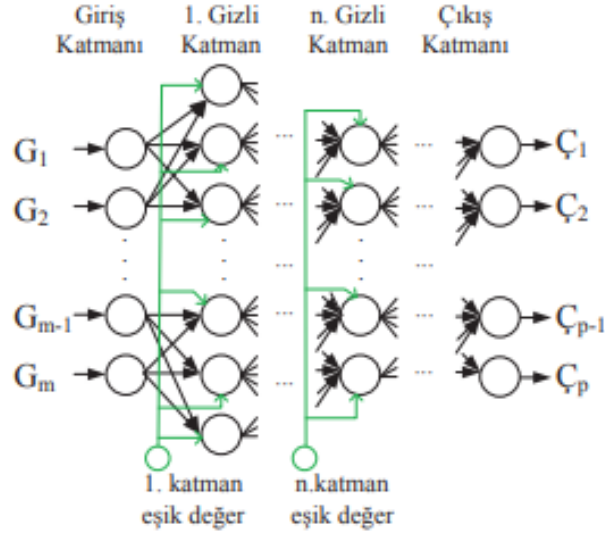 Giriş
Katmanı
1. Gizli
Katman
n. Gizli
Katman
Çıkış
Katmanı
G1
G2
Gm-1
Gm
...
...
...
...
...
...
...
...
Ç1
Ç2
Çp-1
Çp
1. katman
eşik değer
n.katman
eşik değer